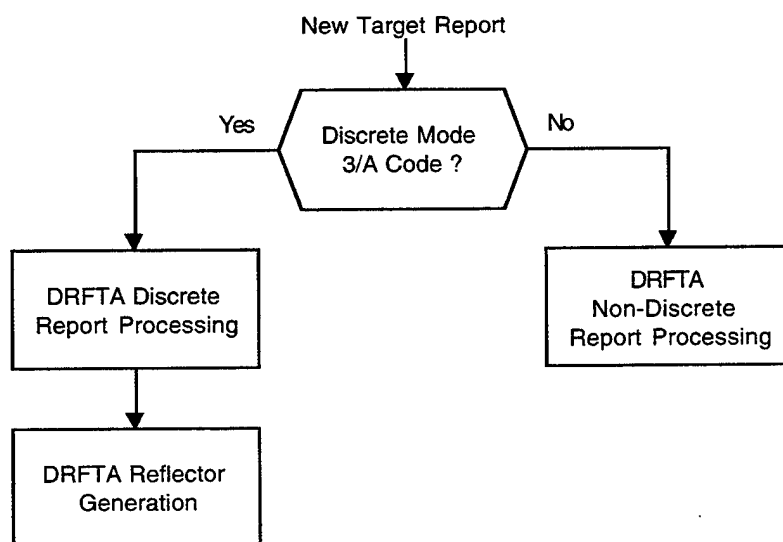 New Target Report
Yes
Discrete Mode
3/A Code ?
No
DRFTA Discrete
Report Processing
DRFTA
Non-Discrete
Report Processing
DRFTA Reflector
Generation